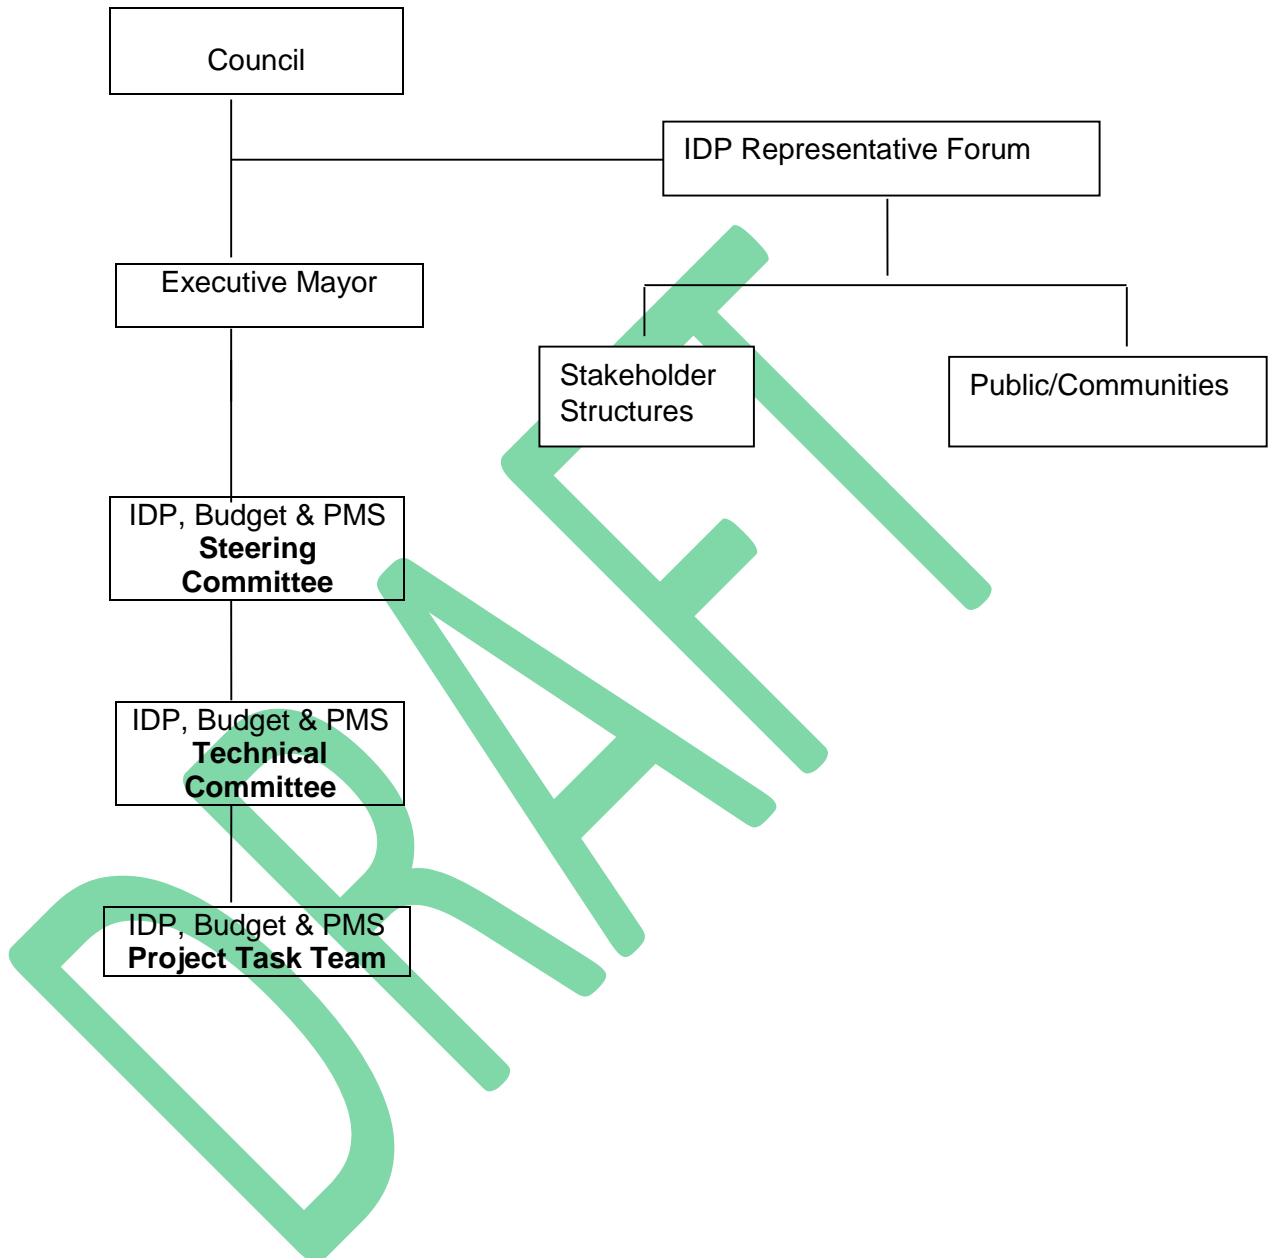 Council
IDP Representative Forum
Executive Mayor
Stakeholder
Structures
Public/Communities
IDP, Budget & PMS
Steering
Committee
IDP, Budget & PMS
Technical
Committee
IDP, Budget & PMS
Project Task Team
DRAFT